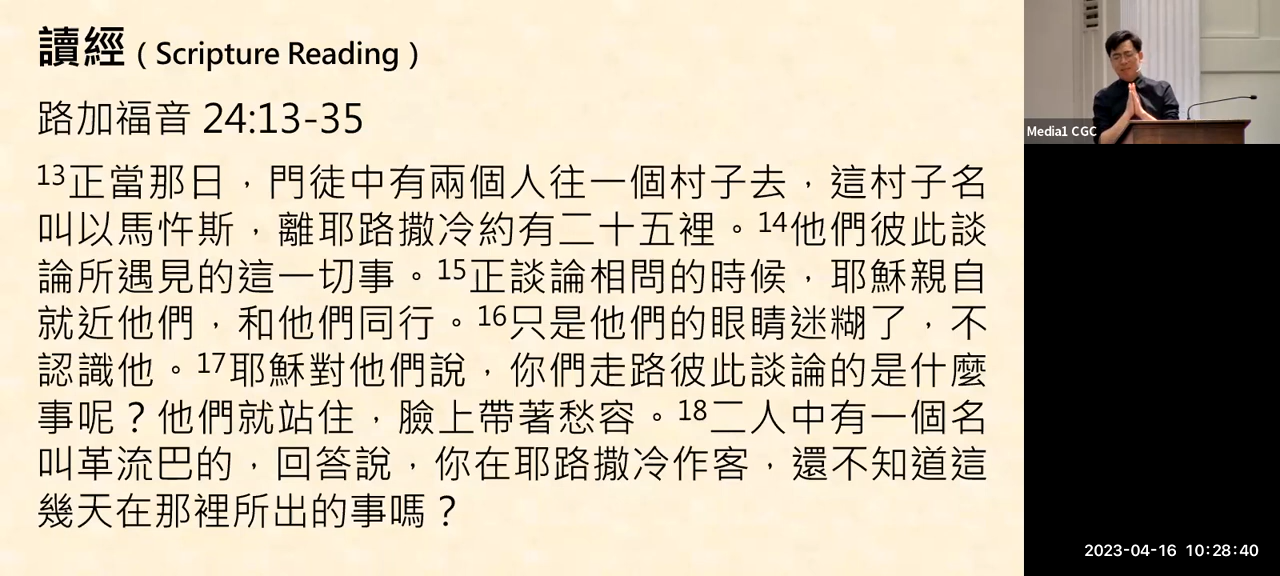 讀經 ( Scripture Reading )
路加福音 24:13-35
13正當那日，門徒中有兩個人往一個村子去，這村子名
叫以馬忤斯，離耶路撒冷約有二十五裡。14他們彼此談
論所遇見的這一切事。15正談論相問的時候，耶穌親自
就近他們，和他們同行。16只是他們的眼睛迷糊了，不
認識他。17耶穌對他們說，你們走路彼此談論的是什麼
事呢？他們就站住，臉上帶著愁容。18二人中有一個名
叫革流巴的，回答說，你在耶路撒冷作客，還不知道這
幾天在那裡所出的事嗎？
Media1 CGC
2023-04-16 10:28:40